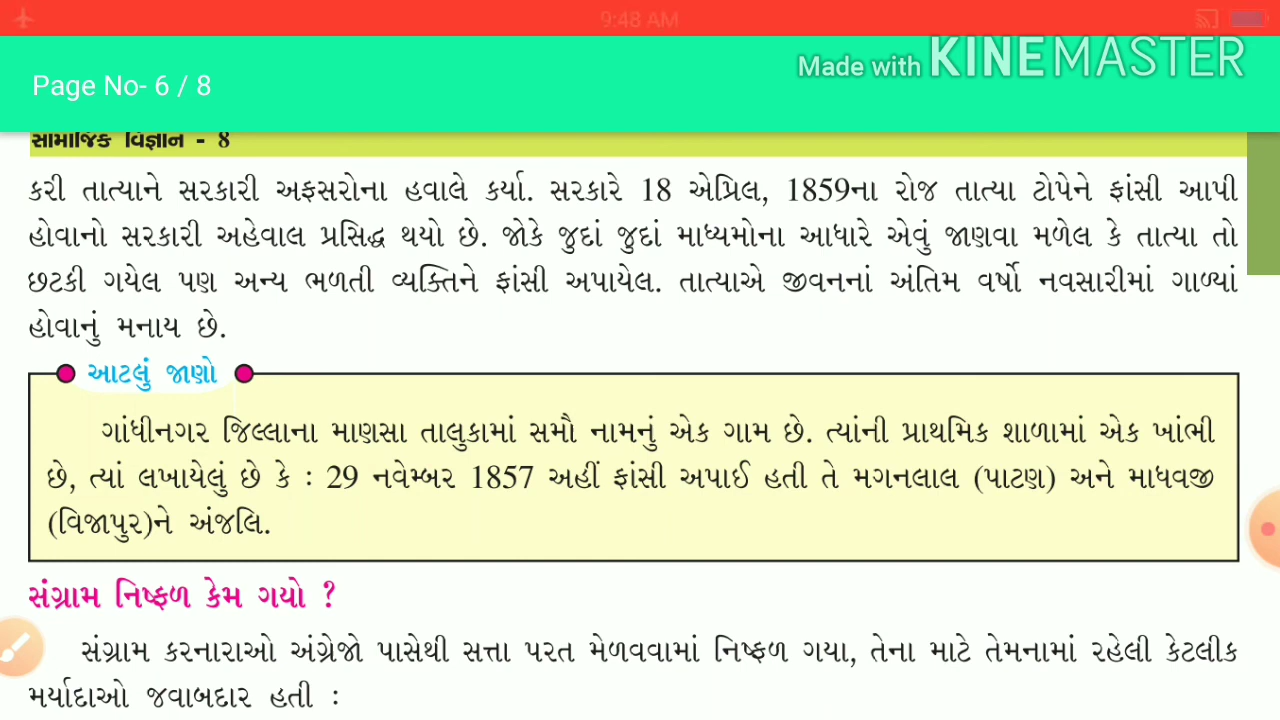 9:48 AM
Made with KINEMASTER
Page No- 6 / 8
સામાજિક વિજ્ઞાન - 8
કરી તાત્યાને સરકારી અફસરોના હવાલે કર્યા. સરકારે 18 એપ્રિલ, 1859ના રોજ તાત્યા ટોપેને ફાંસી આપી
હોવાનો સરકારી અહેવાલ પ્રસિદ્ધ થયો છે. જોકે જુદાં જુદાં માધ્યમોના આધારે એવું જાણવા મળેલ કે તાત્યા તો
છટકી ગયેલ પણ અન્ય ભળતી વ્યક્તિને ફાંસી અપાયેલ. તાત્યાએ જીવનનાં અંતિમ વર્ષો નવસારીમાં ગાળ્યાં
હોવાનું મનાય છે.
આટલું જાણો
ગાંધીનગર જિલ્લાના માણસા તાલુકામાં સમૌ નામનું એક ગામ છે. ત્યાંની પ્રાથમિક શાળામાં એક ખાંભી
છે, ત્યાં લખાયેલું છે કે : 29 નવેમ્બર 1857 અહીં ફાંસી અપાઈ હતી તે મગનલાલ (પાટણ) અને માધવજી
(વિજાપુર)ને અંજલિ.
સંગ્રામ નિષ્ફળ કેમ ગયો ?
સંગ્રામ કરનારાઓ અંગ્રેજો પાસેથી સત્તા પરત મેળવવામાં નિષ્ફળ ગયા, તેના માટે તેમનામાં રહેલી કેટલીક
મર્યાદાઓ જવાબદાર હતી :